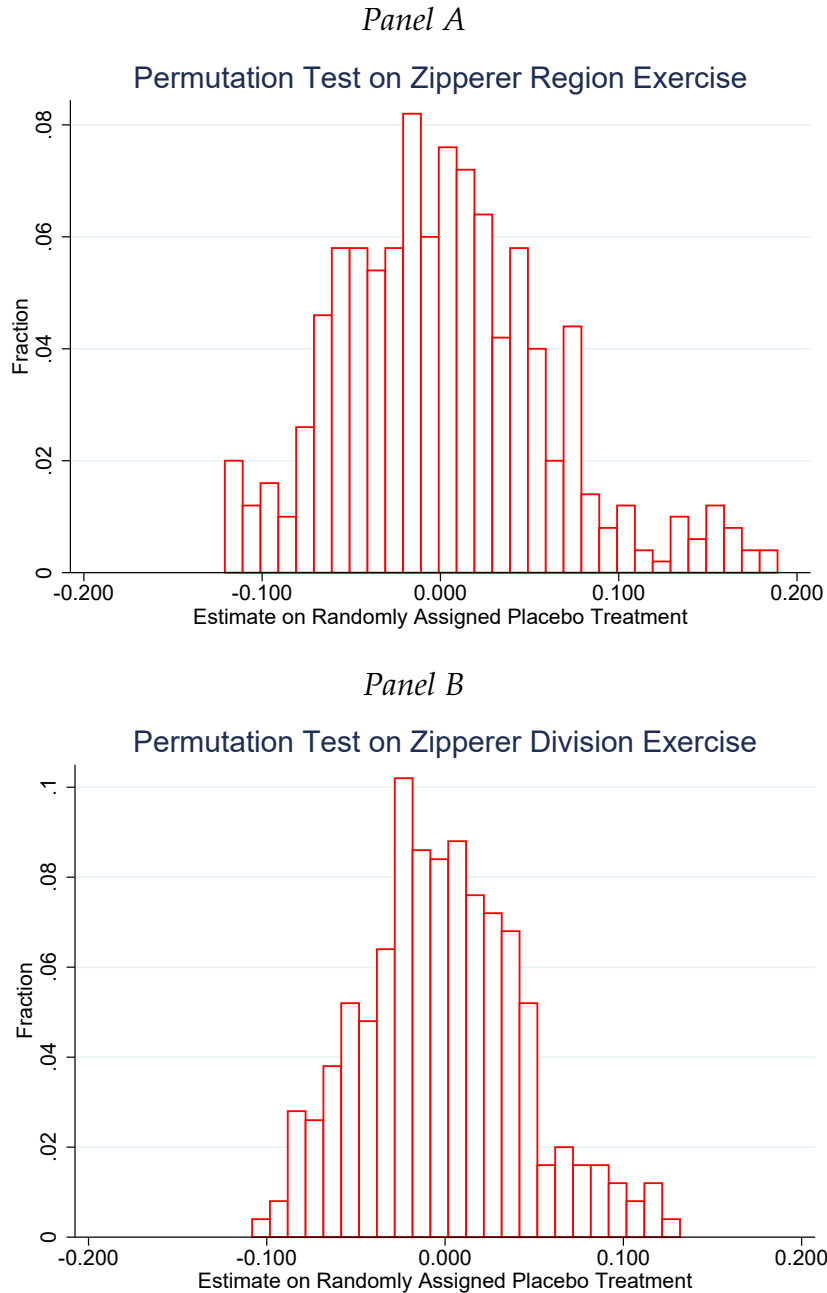 Panel A
Permutation Test on Zipperer Region Exercise
.08
.06
.04
.02
0
Fraction
-0.200 -0.100 0.000 0.100 0.200
Estimate on Randomly Assigned Placebo Treatment
Panel B
Permutation Test on Zipperer Division Exercise
.1
.08
.06
.04
.02
0
Fraction
-0.200 -0.100 0.000 0.100 0.200
Estimate on Randomly Assigned Placebo Treatment